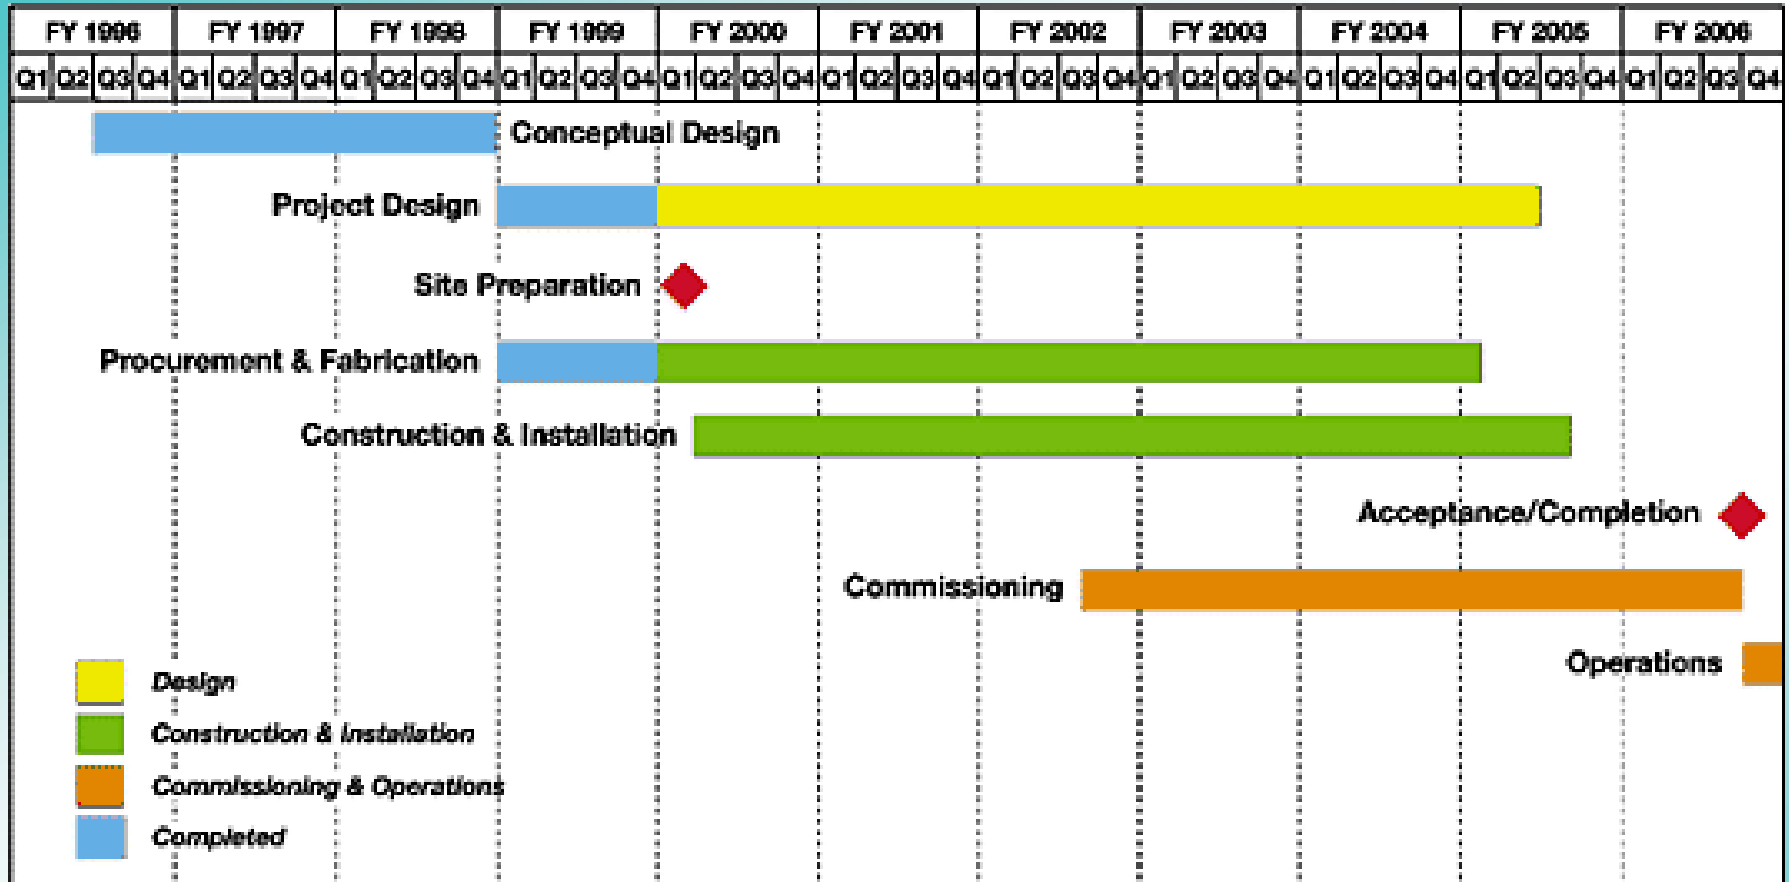 FY 1996 FY 1997 FY 1998 FY 1999 FY 2000 FY 2001 FY 2002 FY 2003 FY 2004 FY 2005 FY 2006
Q1 Q2 Q3 Q4 Q1 Q2 Q3 Q4 Q1 Q2 Q3 Q4 Q1 Q2 Q3 Q4 Q1 Q2 Q3 Q4 Q1 Q2 Q3 Q4 Q1 Q2 Q3 Q4 Q1 Q2 Q3 Q4 Q1 Q2 Q3 Q4 Q1 Q2 Q3 Q4 Q1 Q2 Q3 Q4
Conceptual Design
Project Design
Site Preparation
Procurement & Fabrication
Construction & Installation
Acceptance/Completion
Commissioning
Operations
Design
Construction & Installation
Commissioning & Operations
Completed